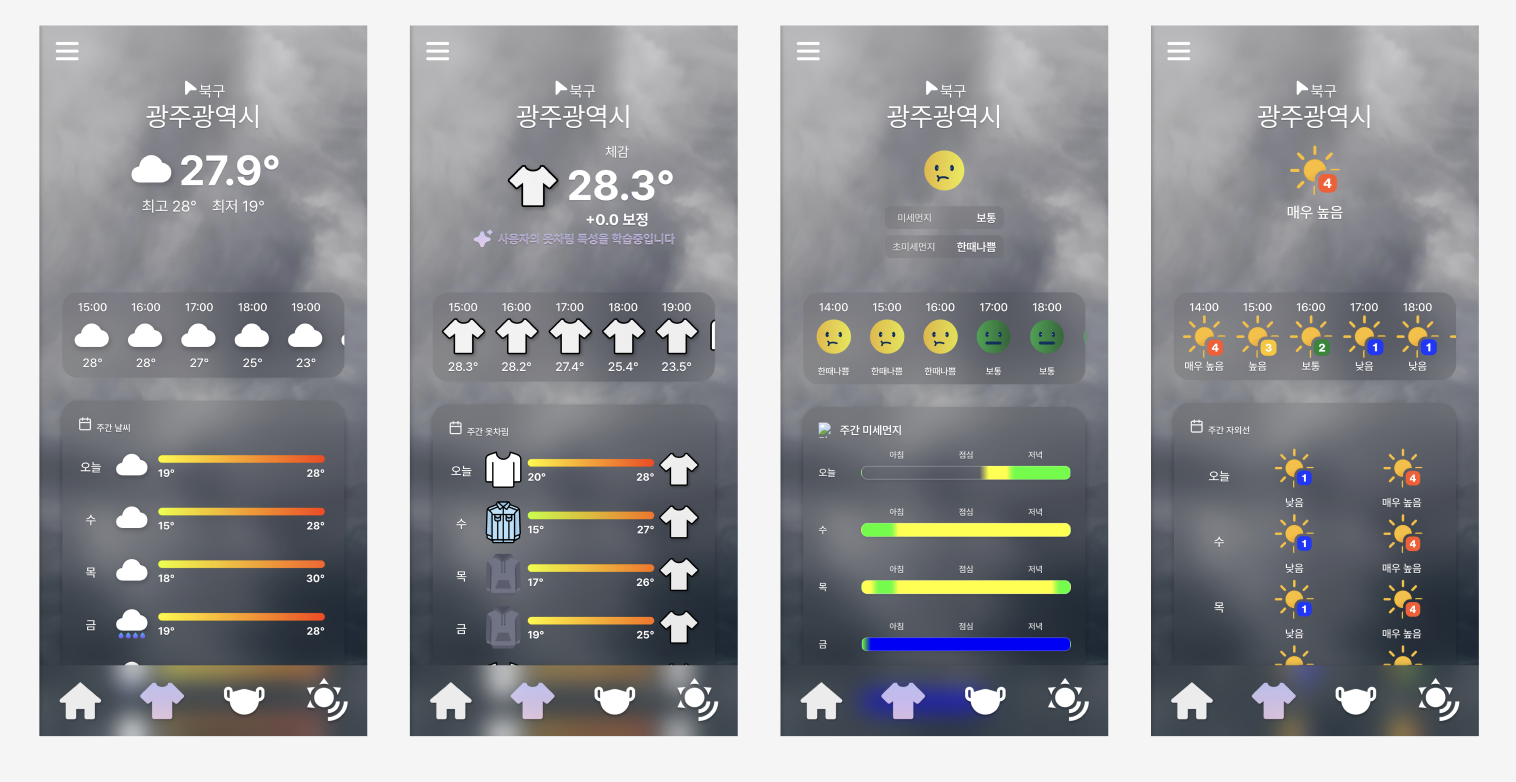 북구
광주광역시
27.9°
최고 28° 최저 19°
15:00 16:00 17:00 18:00 19:00
28° 28° 27° 25° 23°
주간 날씨
오늘 19° 28°
수 15° 28°
목 18° 30°
금 19° 28°
북구
광주광역시
체감
28.3°
+0.0 보정
사용자의 옷차림 특성을 학습중입니다
15:00 16:00 17:00 18:00 19:00
28.3° 28.2° 27.4° 25.4° 23.5°
주간 옷차림
오늘 20° 28°
수 15° 27°
목 17° 26°
금 19° 25°
북구
광주광역시
미세먼지 보통
초미세먼지 한때나쁨
14:00 15:00 16:00 17:00 18:00
한때나쁨 한때나쁨 한때나쁨 보통 보통
주간 미세먼지
아침 점심 저녁
오늘
아침 점심 저녁
수
아침 점심 저녁
목
아침 점심 저녁
금
북구
광주광역시
4
매우 높음
14:00 15:00 16:00 17:00 18:00
4 3 2 1 1
매우 높음 높음 보통 낮음 낮음
주간 자외선
오늘 1 4
낮음 매우 높음
수 1 4
낮음 매우 높음
목 1 4
낮음 매우 높음